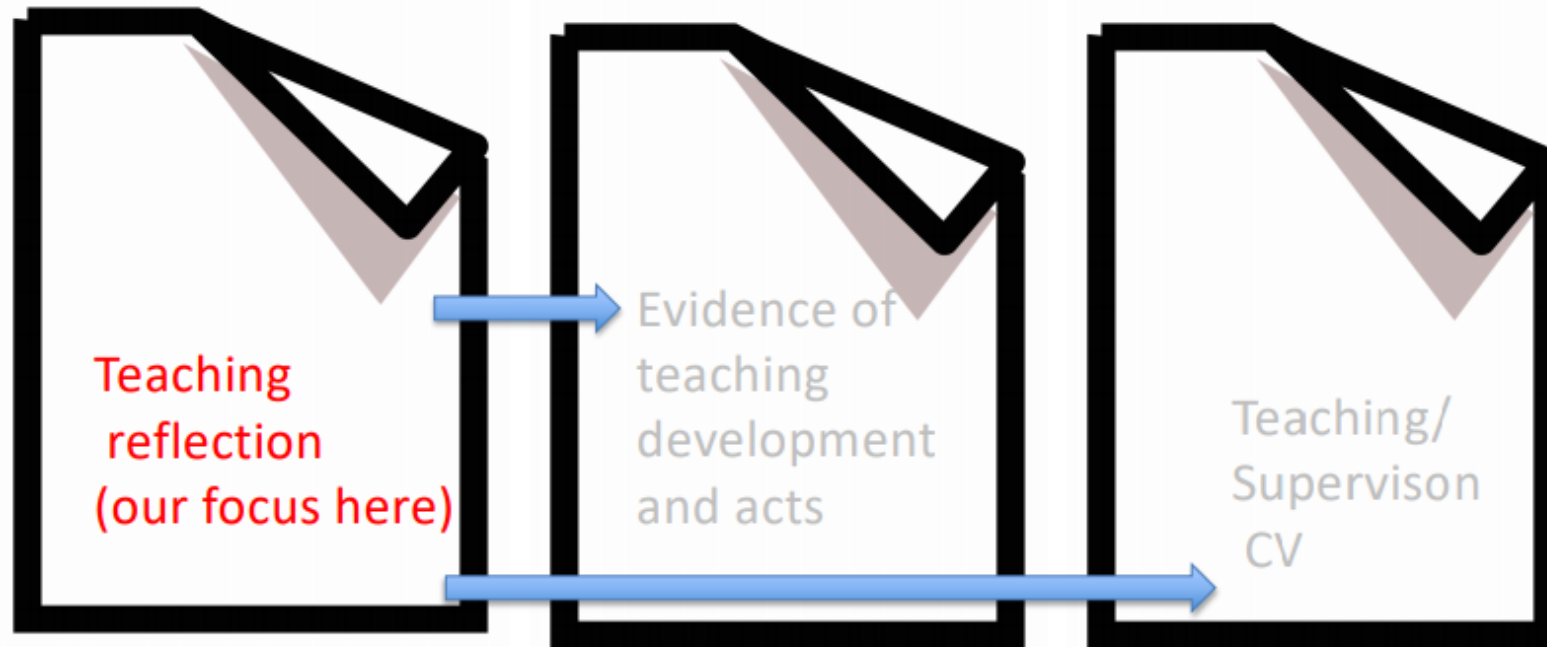 Teaching
reflection
(our focus here)
Evidence of
teaching
development
and acts
Teaching/
Supervison
CV